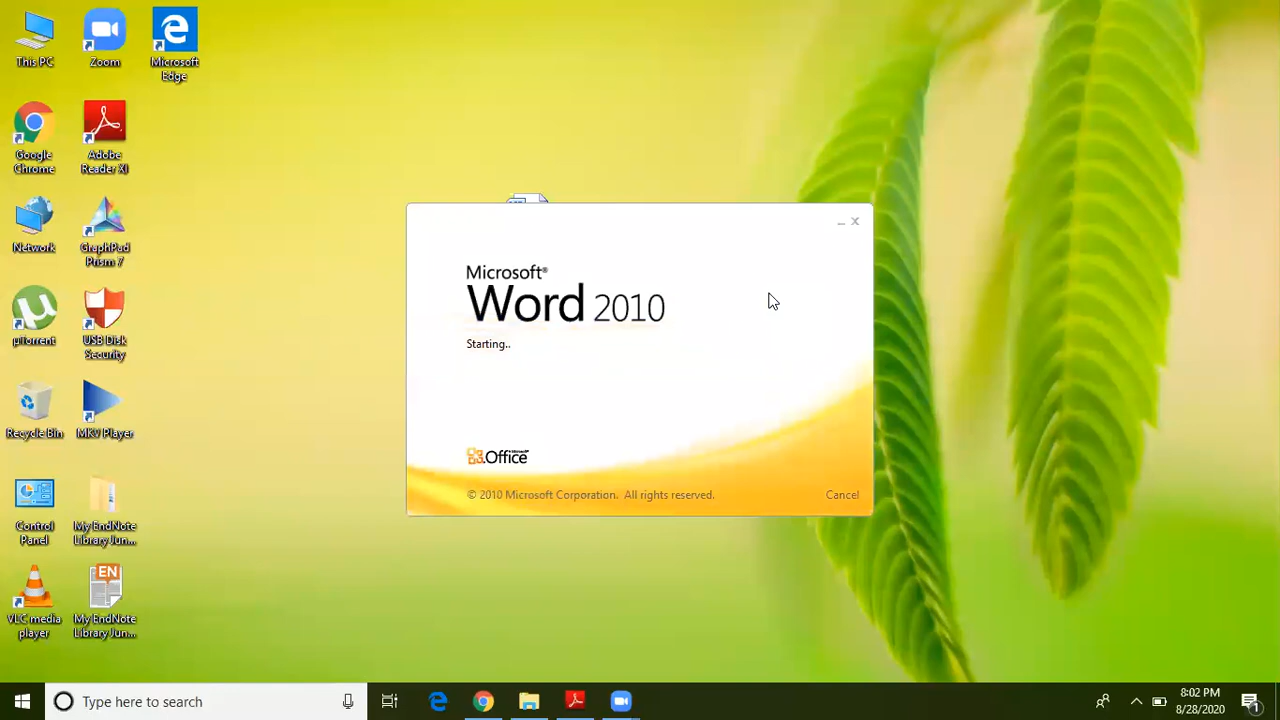 This PC
Zoom
Microsoft
Edge
Google
Chrome
Adobe
Reader XI
Network
GraphPad
Prism 7
µTorrent
USB Disk
Security
Recycle Bin
MKV Player
Control
Panel
My EndNote
Library Jun...
VLC media
player
EN
My EndNote
Library Jun...
Microsoft®
Word 2010
Starting..
Microsoft®
Office
© 2010 Microsoft Corporation. All rights reserved.
Cancel
Type here to search
8:02 PM
8/28/2020
1